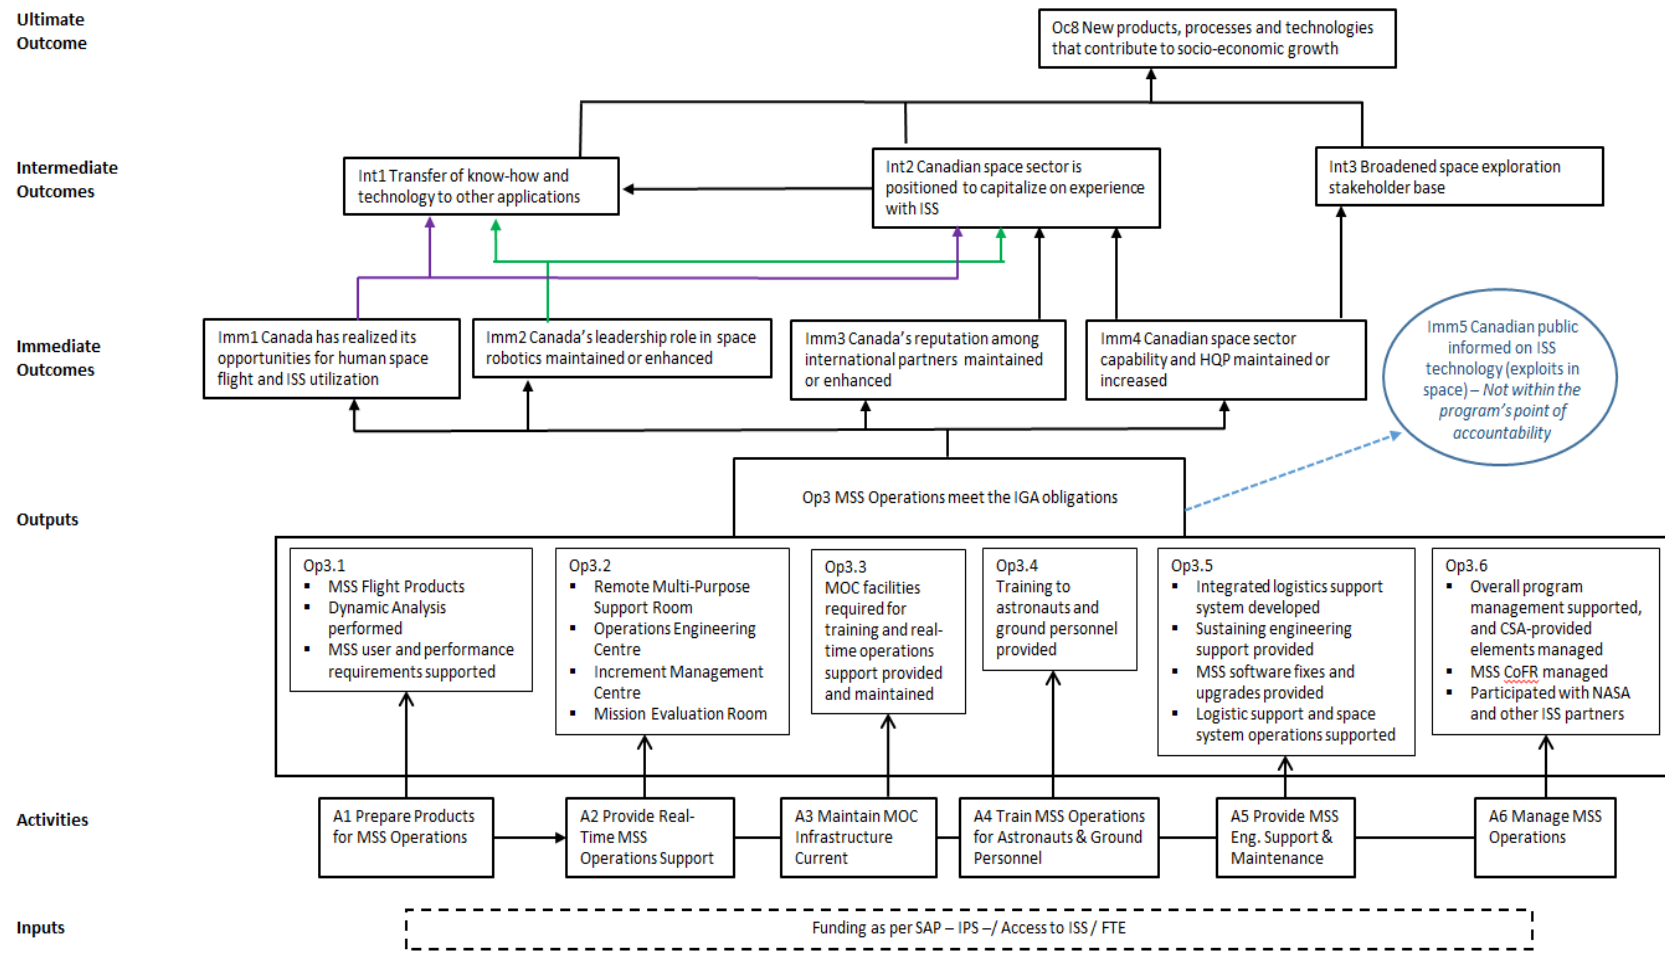 Ultimate
Outcome
Oc8 New products, processes and technologies
that contribute to socio-economic growth
Intermediate
Outcomes
Int1 Transfer of know-how and
technology to other applications
Int2 Canadian space sector is
positioned to capitalize on experience
with ISS
Int3 Broadened space exploration
stakeholder base
Immediate
Outcomes
Imm1 Canada has realized its
opportunities for human space
flight and ISS utilization
Imm2 Canada's leadership role in space
robotics maintained or enhanced
Imm3 Canada's reputation among
international partners maintained
or enhanced
Imm4 Canadian space sector
capability and HQP maintained or
increased
Imm5 Canadian public
informed on ISS
technology (exploits in
space) – Not within the
program's point of
accountability
Outputs
Op3 MSS Operations meet the IGA obligations
Op3.1
▪ MSS Flight Products
▪ Dynamic Analysis
performed
▪ MSS user and performance
requirements supported
Op3.2
▪ Remote Multi-Purpose
Support Room
▪ Operations Engineering
Centre
▪ Increment Management
Centre
▪ Mission Evaluation Room
Op3.3
MOC facilities
required for
training and real-
time operations
support provided
and maintained
Op3.4
Training to
astronauts and
ground personnel
provided
Op3.5
▪ Integrated logistics support
system developed
▪ Sustaining engineering
support provided
▪ MSS software fixes and
upgrades provided
▪ Logistic support and space
system operations supported
Op3.6
▪ Overall program
management supported,
and CSA-provided
elements managed
▪ MSS CoFR managed
▪ Participated with NASA
and other ISS partners
Activities
A1 Prepare Products
for MSS Operations
A2 Provide Real-
Time MSS
Operations Support
A3 Maintain MOC
Infrastructure
Current
A4 Train MSS Operations
for Astronauts & Ground
Personnel
A5 Provide MSS
Eng. Support &
Maintenance
A6 Manage MSS
Operations
Inputs
Funding as per SAP – IPS –/ Access to ISS / FTE